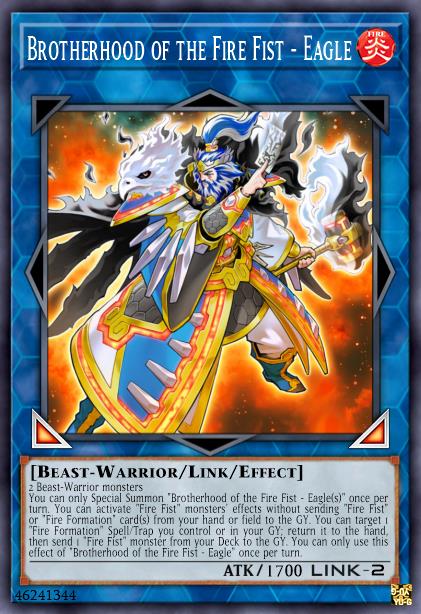 BROTHERHOOD OF THE FIRE FIST - EAGLE
FIRE
炎
[BEAST-WARRIOR/LINK/EFFECT]
2 Beast-Warrior monsters
You can only Special Summon "Brotherhood of the Fire Fist - Eagle(s)" once per
turn. You can activate "Fire Fist" monsters' effects without sending "Fire Fist"
or "Fire Formation" card(s) from your hand or field to the GY. You can target 1
"Fire Formation" Spell/Trap you control or in your GY; return it to the hand,
then send 1 "Fire Fist" monster from your Deck to the GY. You can only use this
effect of "Brotherhood of the Fire Fist - Eagle" once per turn.
ATK/1700 LINK-2
46241344